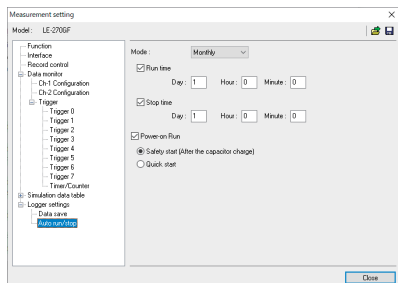 Measurement setting
Model : LE-270GF
Function
Interface
Record control
Data monitor
Ch-1 Configuration
Ch-2 Configuration
Trigger
Trigger 0
Trigger 1
Trigger 2
Trigger 3
Trigger 4
Trigger 5
Trigger 6
Trigger 7
Timer/Counter
Simulation data table
Logger settings
Data save
Auto run/stop
Mode : Monthly
Run time
Day : 1 Hour : 0 Minute : 0
Stop time
Day : 1 Hour : 0 Minute : 0
Power-on Run
Safety start (After the capacitor charge)
Quick start
Close